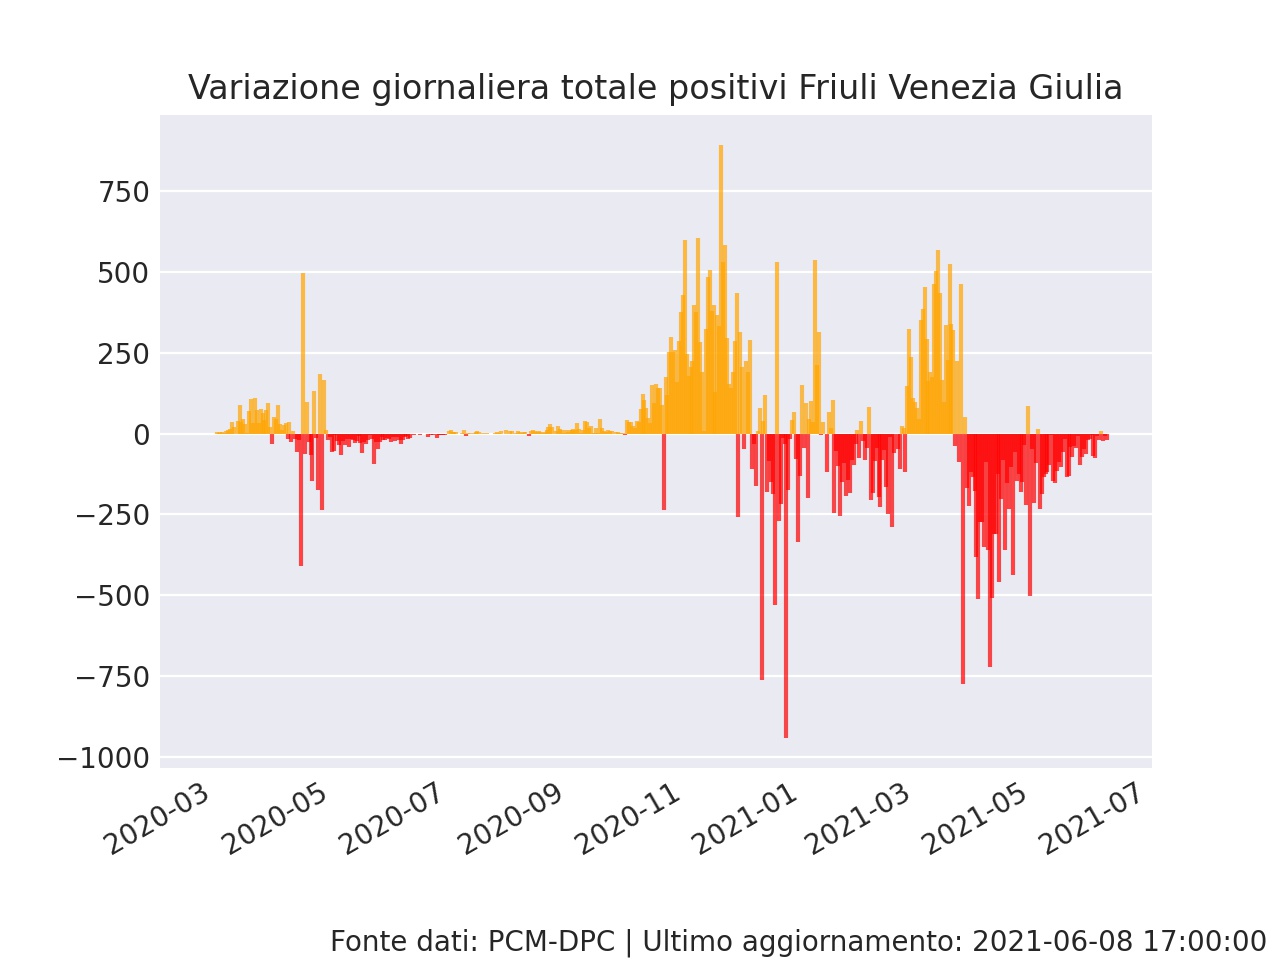 Variazione giornaliera totale positivi Friuli Venezia Giulia
750
500
250
0
−250
−500
−750
−1000
2020-03 2020-05 2020-07 2020-09 2020-11 2021-01 2021-03 2021-05 2021-07
Fonte dati: PCM-DPC | Ultimo aggiornamento: 2021-06-08 17:00:00